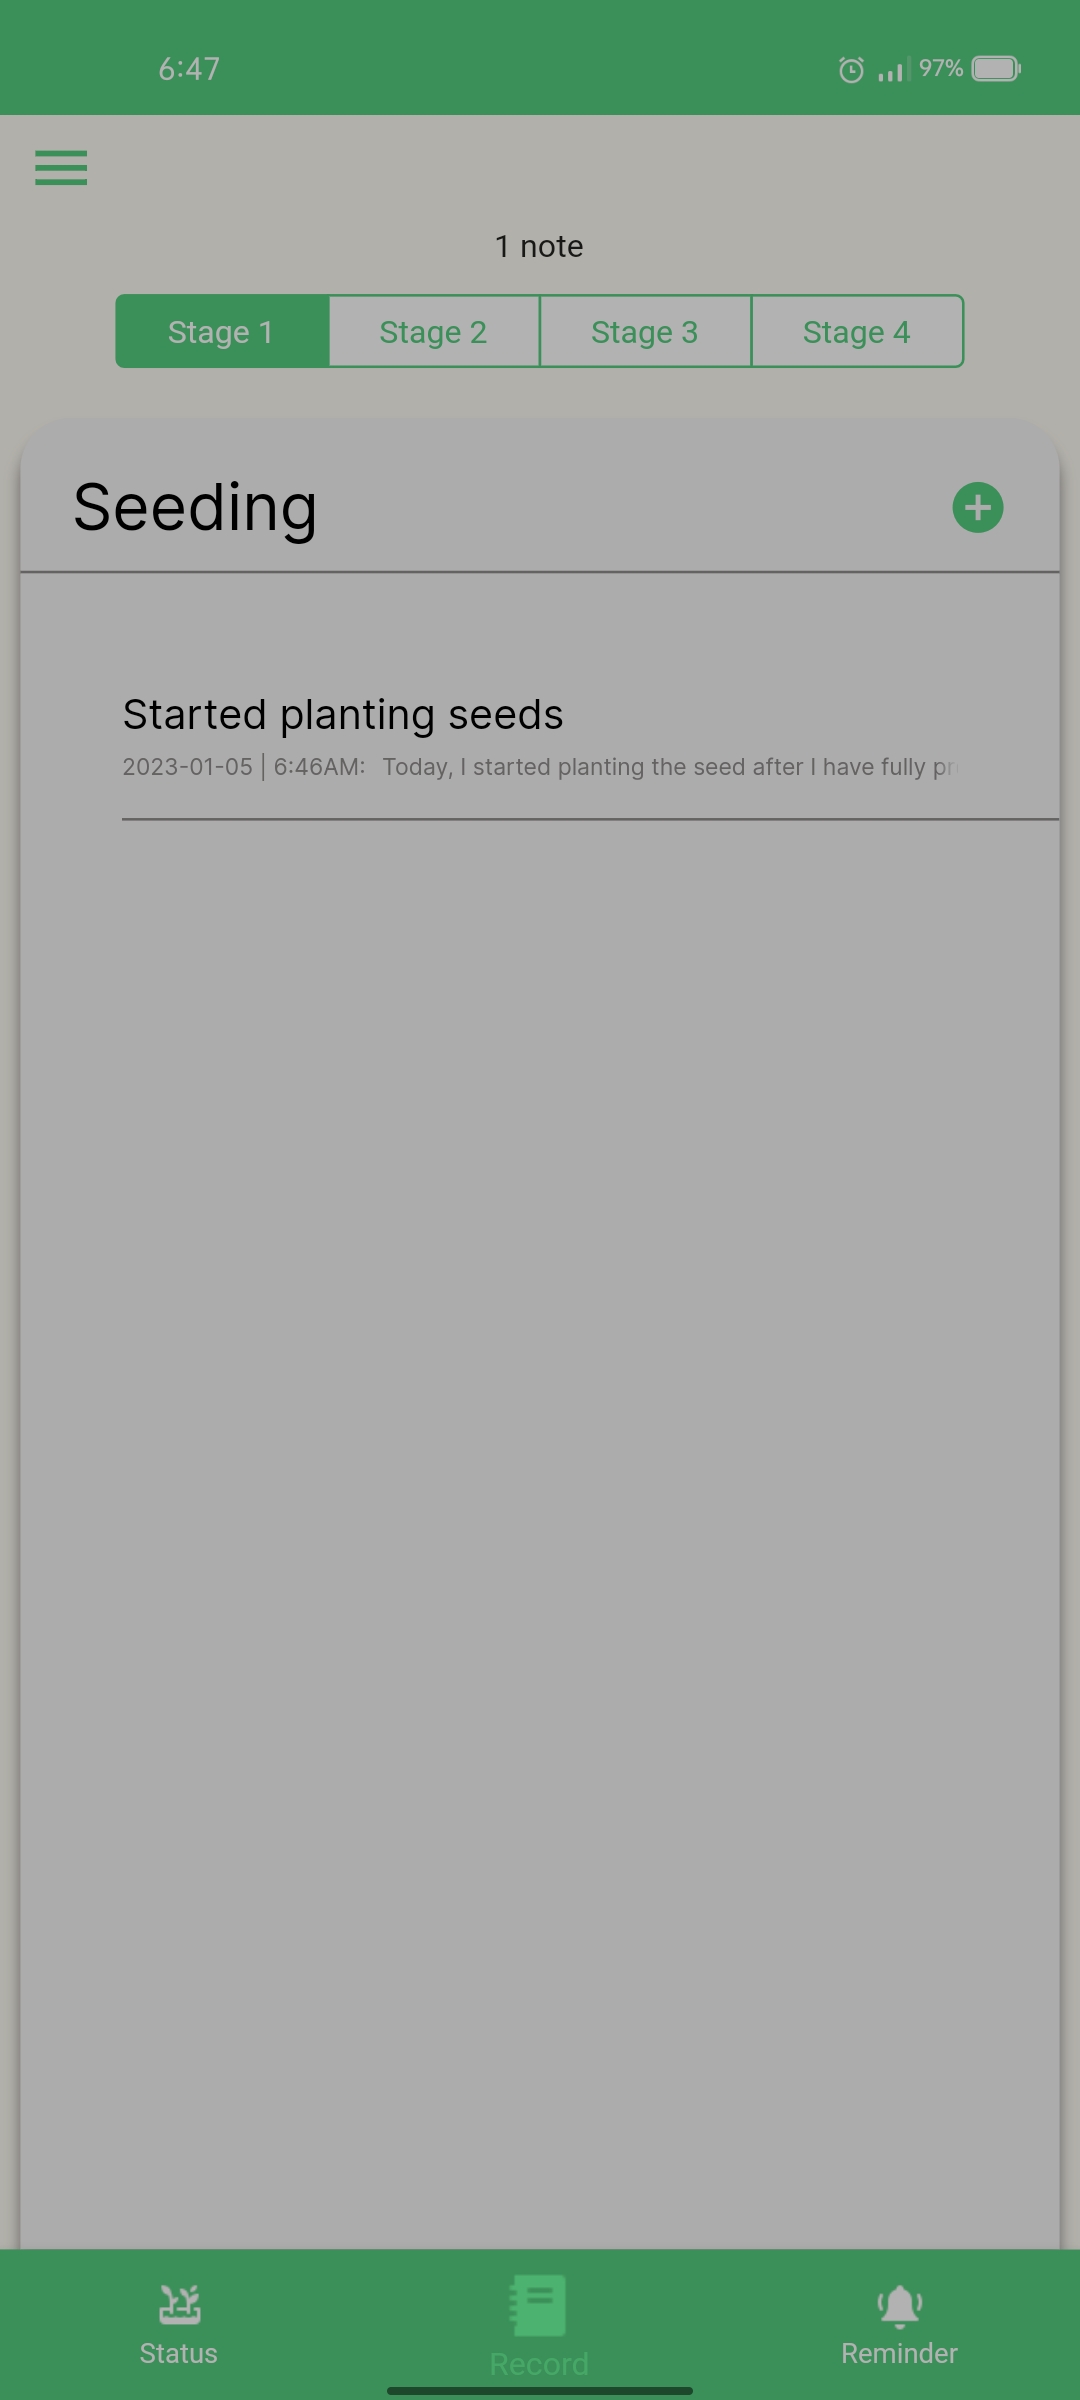 6:47 97%
1 note
Stage 1 Stage 2 Stage 3 Stage 4
Seeding
Started planting seeds
2023-01-05 | 6:46AM: Today, I started planting the seed after I have fully
Status Record Reminder